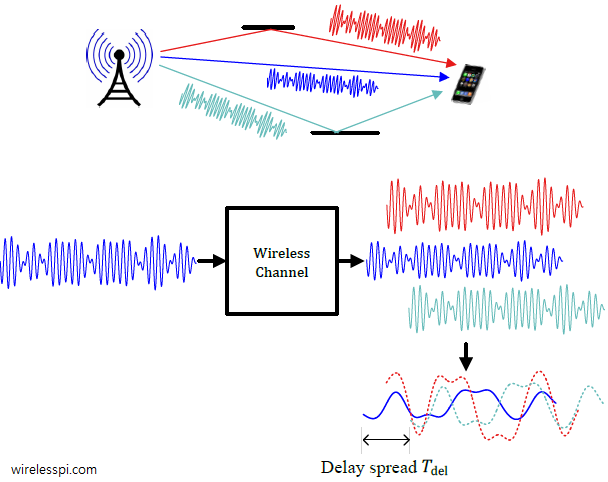 Wireless
Channel
Delay spread T_del
wirelesspi.com